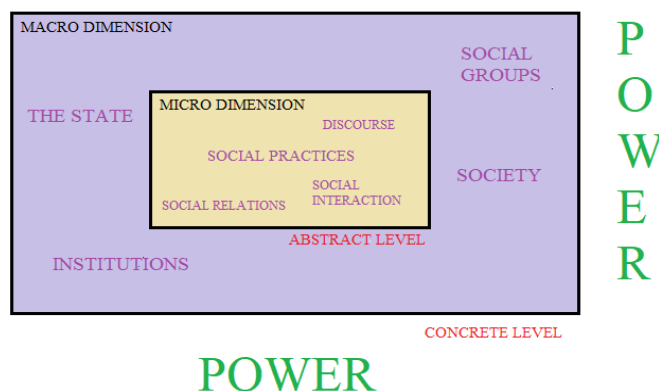 MACRO DIMENSION
SOCIAL
GROUPS
THE STATE
MICRO DIMENSION
DISCOURSE
SOCIAL PRACTICES
SOCIETY
SOCIAL
INTERACTION
SOCIAL RELATIONS
ABSTRACT LEVEL
INSTITUTIONS
CONCRETE LEVEL
POWER
P
O
W
E
R